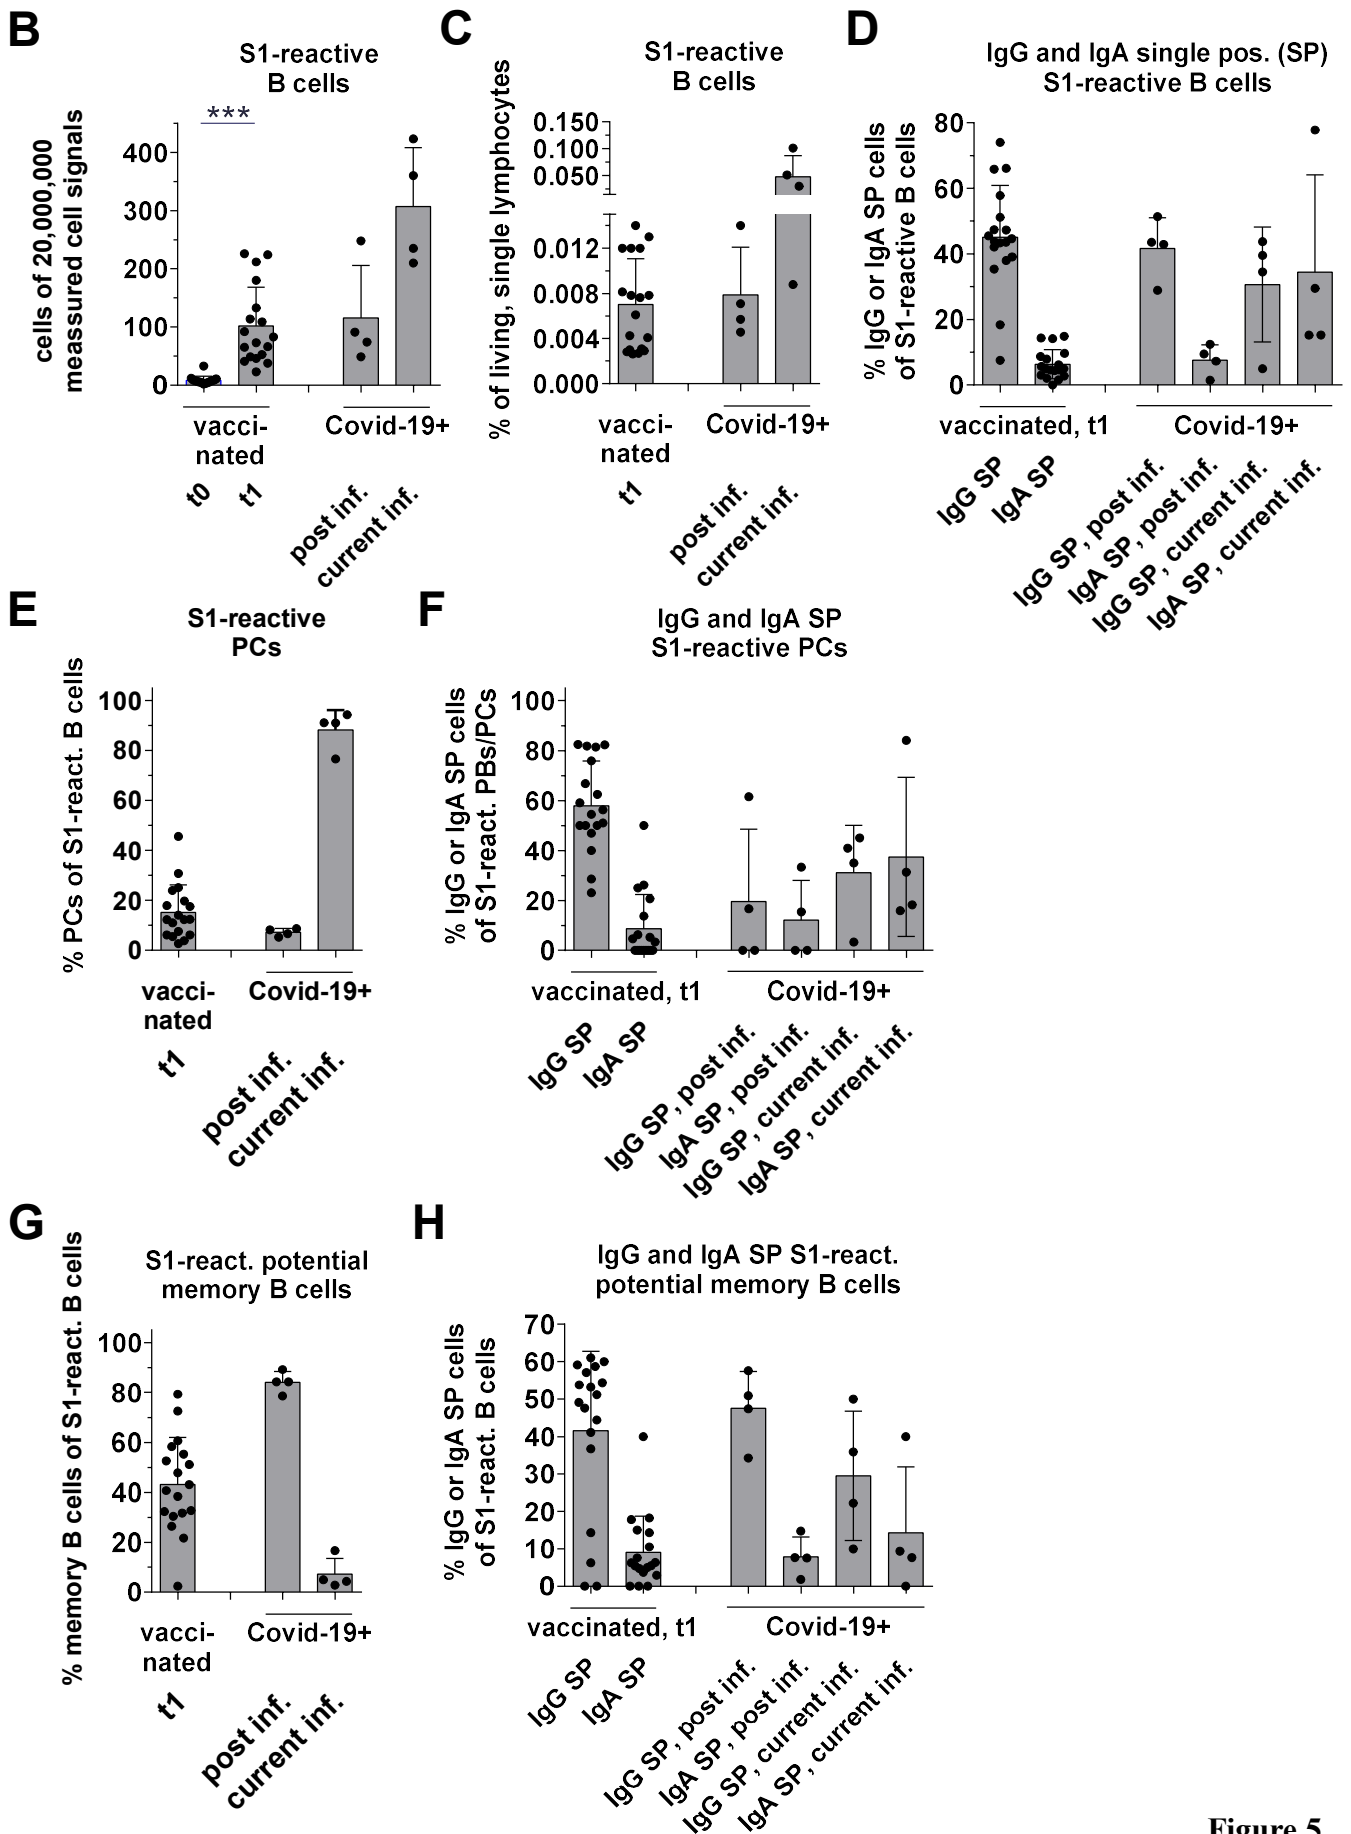 B
S1-reactive
B cells
cells of 20,000,000
meassured cell signals
***
400
300
200
100
0
vacci-
nated
Covid-19+
t0
t1
post inf.
current inf.
C
S1-reactive
B cells
% of living, single lymphocytes
0.150
0.100
0.050
0.012
0.008
0.004
0.000
vacci-
nated
Covid-19+
t1
post inf.
current inf.
D
IgG and IgA single pos. (SP)
S1-reactive B cells
% IgG or IgA SP cells
of S1-reactive B cells
80
60
40
20
0
vaccinated, t1
Covid-19+
IgG SP
IgA SP
IgG SP, post inf.
IgA SP, post inf.
IgG SP, current inf.
IgA SP, current inf.
E
S1-reactive
PCs
% PCs of S1-react. B cells
100
80
60
40
20
0
vacci-
nated
Covid-19+
t1
post inf.
current inf.
F
IgG and IgA SP
S1-reactive PCs
% IgG or IgA SP cells
of S1-react. PBs/PCs
100
80
60
40
20
0
vaccinated, t1
Covid-19+
IgG SP
IgA SP
IgG SP, post inf.
IgA SP, post inf.
IgG SP, current inf.
IgA SP, current inf.
G
S1-react. potential
memory B cells
% memory B cells of S1-react. B cells
100
80
60
40
20
0
vacci-
nated
Covid-19+
t1
post inf.
current inf.
H
IgG and IgA SP S1-react.
potential memory B cells
% IgG or IgA SP cells
of S1-react. B cells
70
60
50
40
30
20
10
0
vaccinated, t1
Covid-19+
IgG SP
IgA SP
IgG SP, post inf.
IgA SP, post inf.
IgG SP, current inf.
IgA SP, current inf.
Figure 5